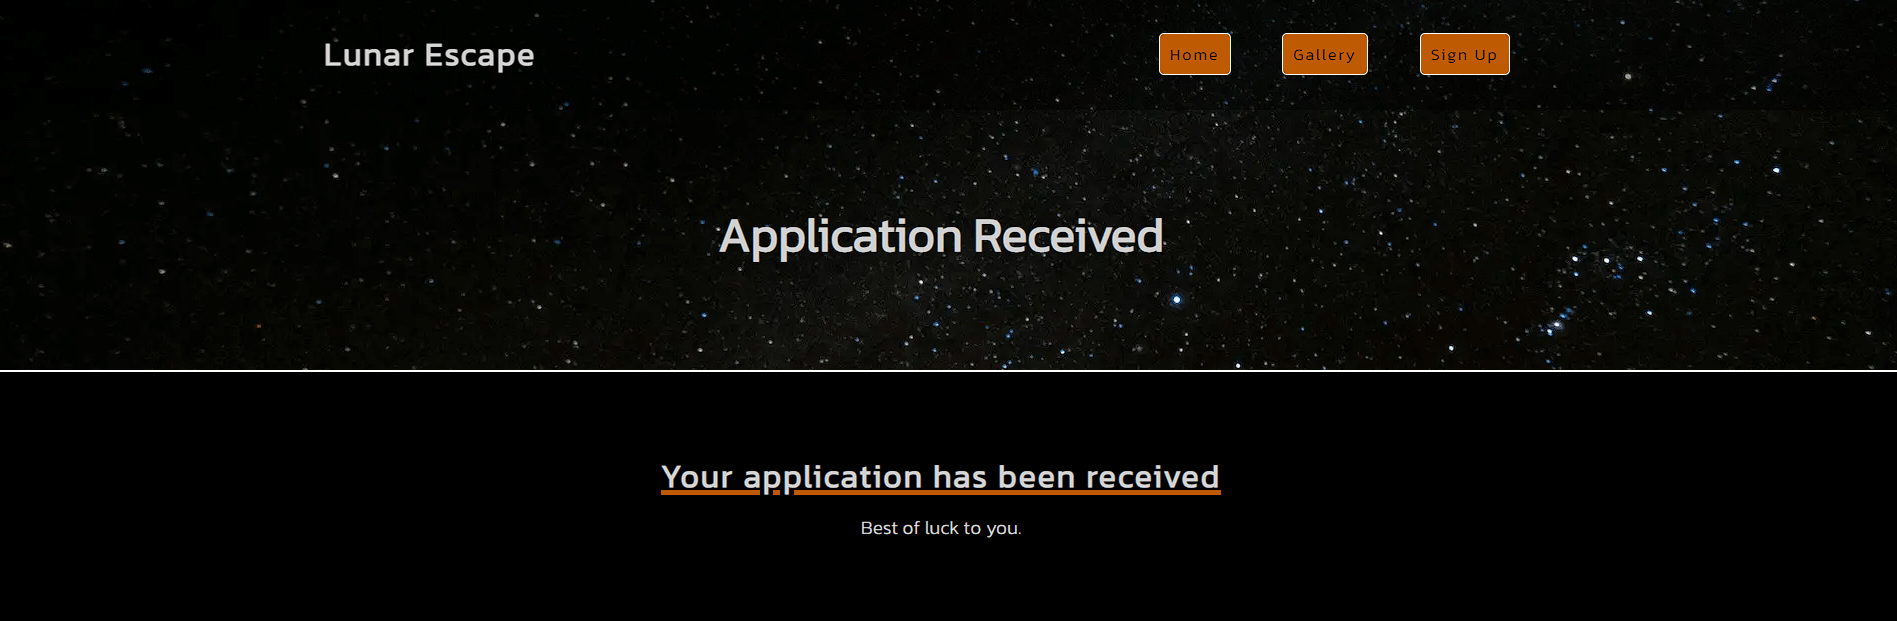 Lunar Escape
Home
Gallery
Sign Up
Application Received
Your application has been received
Best of luck to you.